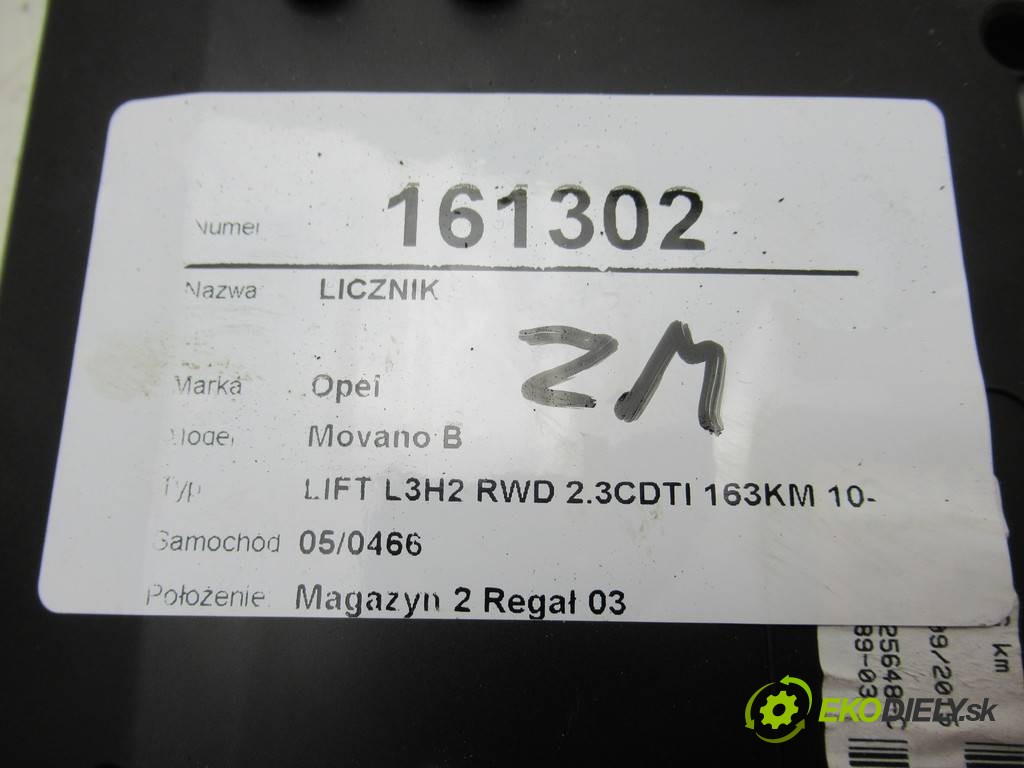 Numer 161302
Nazwa LICZNIK
ZM
Marka Opel
Model Movano B
Typ LIFT L3H2 RWD 2.3CDTI 163KM 10-
Samochód 05/0466
Położenie Magazyn 2 Regał 03
km
EKODIELY.sk